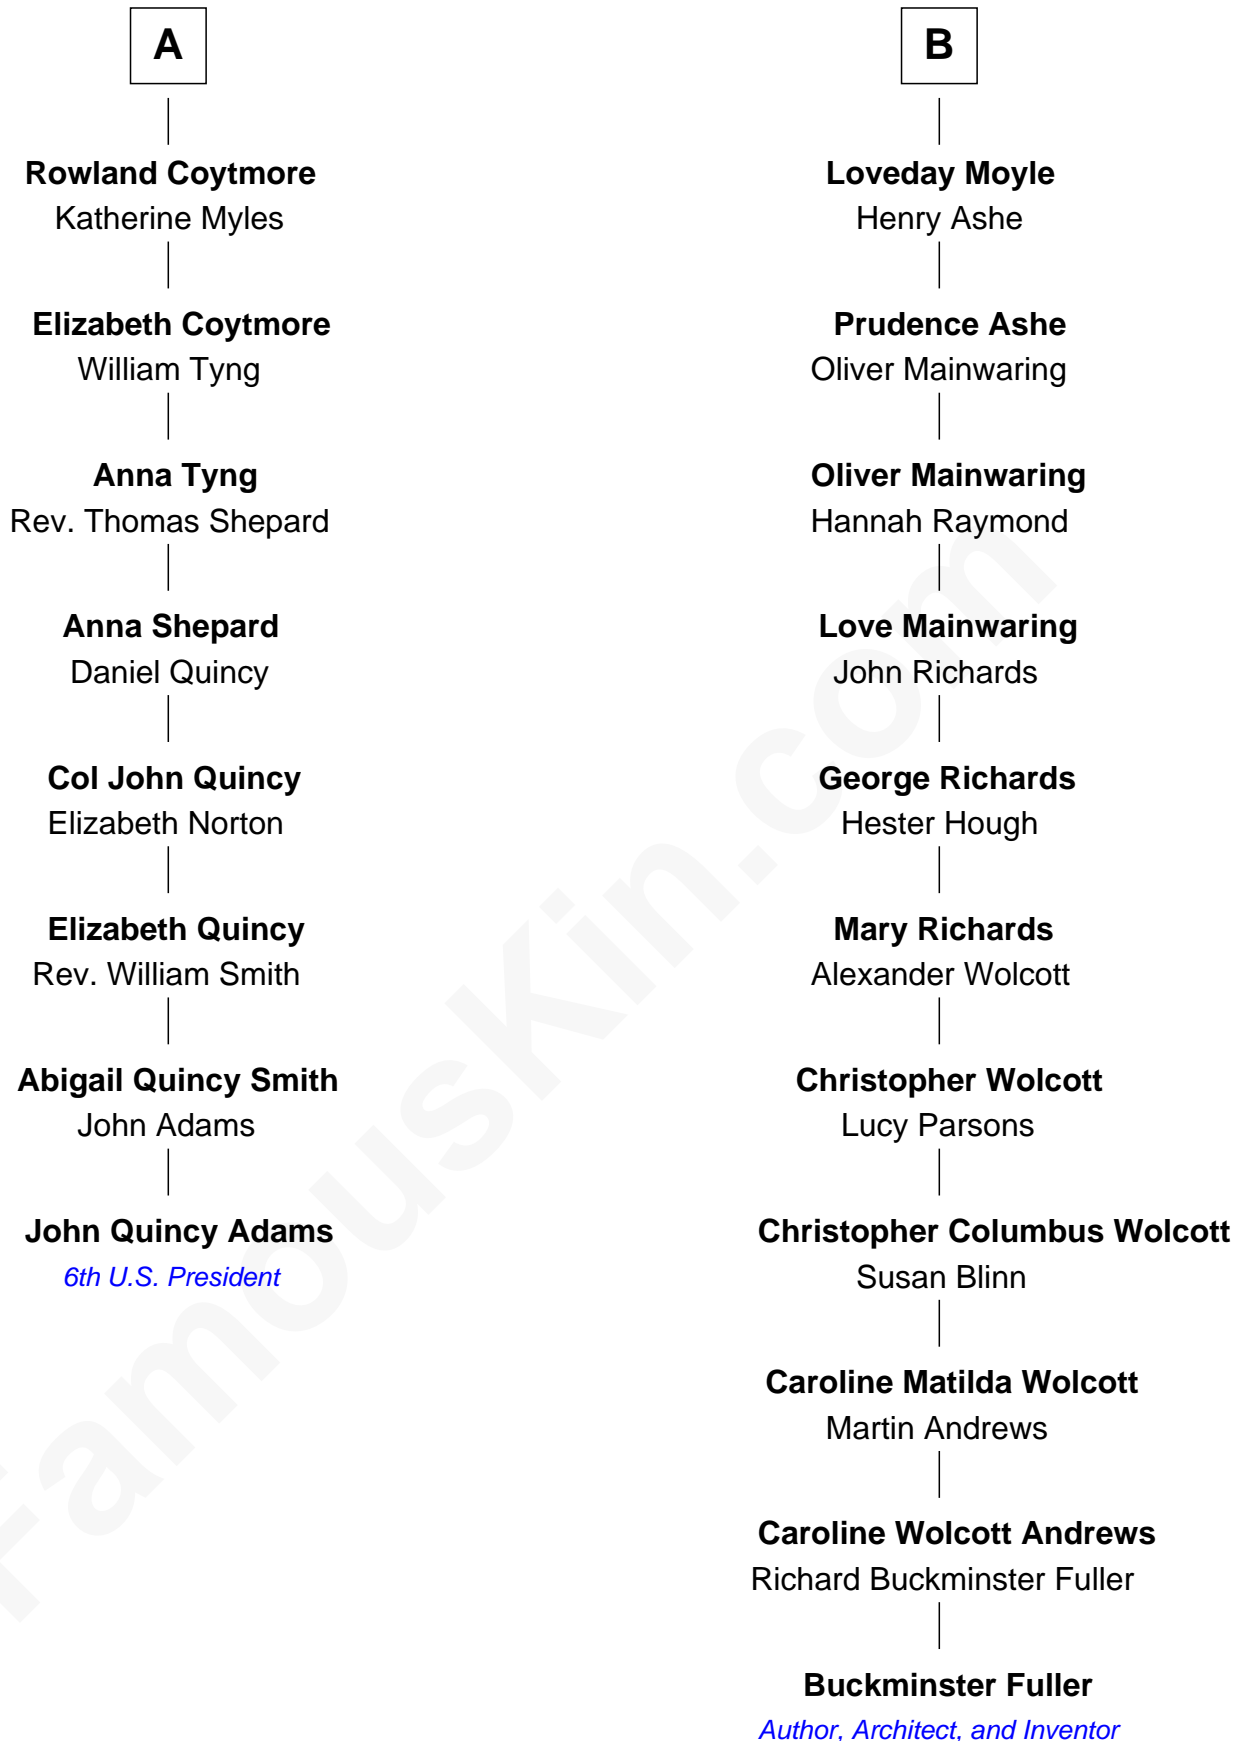 A
Rowland Coytmore
Katherine Myles
Elizabeth Coytmore
William Tyng
Anna Tyng
Rev. Thomas Shepard
Anna Shepard
Daniel Quincy
Col John Quincy
Elizabeth Norton
Elizabeth Quincy
Rev. William Smith
Abigail Quincy Smith
John Adams
John Quincy Adams
6th U.S. President
B
Loveday Moyle
Henry Ashe
Prudence Ashe
Oliver Mainwaring
Oliver Mainwaring
Hannah Raymond
Love Mainwaring
John Richards
George Richards
Hester Hough
Mary Richards
Alexander Wolcott
Christopher Wolcott
Lucy Parsons
Christopher Columbus Wolcott
Susan Blinn
Caroline Matilda Wolcott
Martin Andrews
Caroline Wolcott Andrews
Richard Buckminster Fuller
Buckminster Fuller
Author, Architect, and Inventor
FamousKin.com